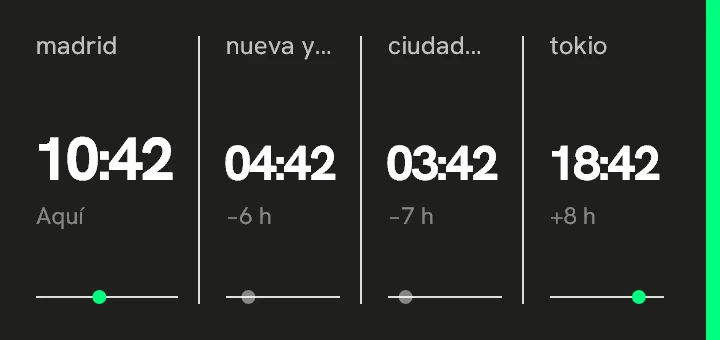 madrid
10:42
Aquí
nueva y...
04:42
−6 h
ciudad...
03:42
−7 h
tokio
18:42
+8 h